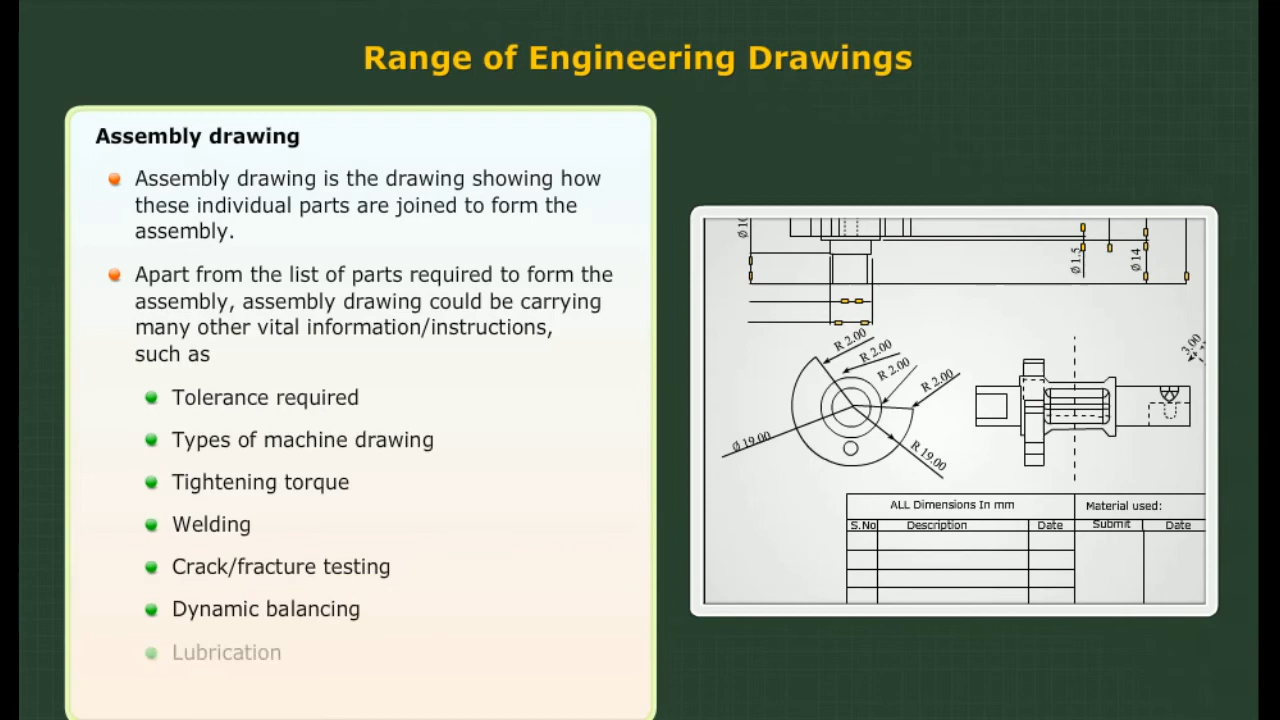 Range of Engineering Drawings
Assembly drawing
Assembly drawing is the drawing showing how
these individual parts are joined to form the
assembly.
Apart from the list of parts required to form the
assembly, assembly drawing could be carrying
many other vital information/instructions,
such as
Tolerance required
Types of machine drawing
Tightening torque
Welding
Crack/fracture testing
Dynamic balancing
Lubrication
Ø 1.5
Ø 14
R 2.00
R 2.00
R 2.00
R 2.00
3.00
Ø 19.00
R 19.00
ALL Dimensions In mm
Material used:
S.No Description Date Submit Date